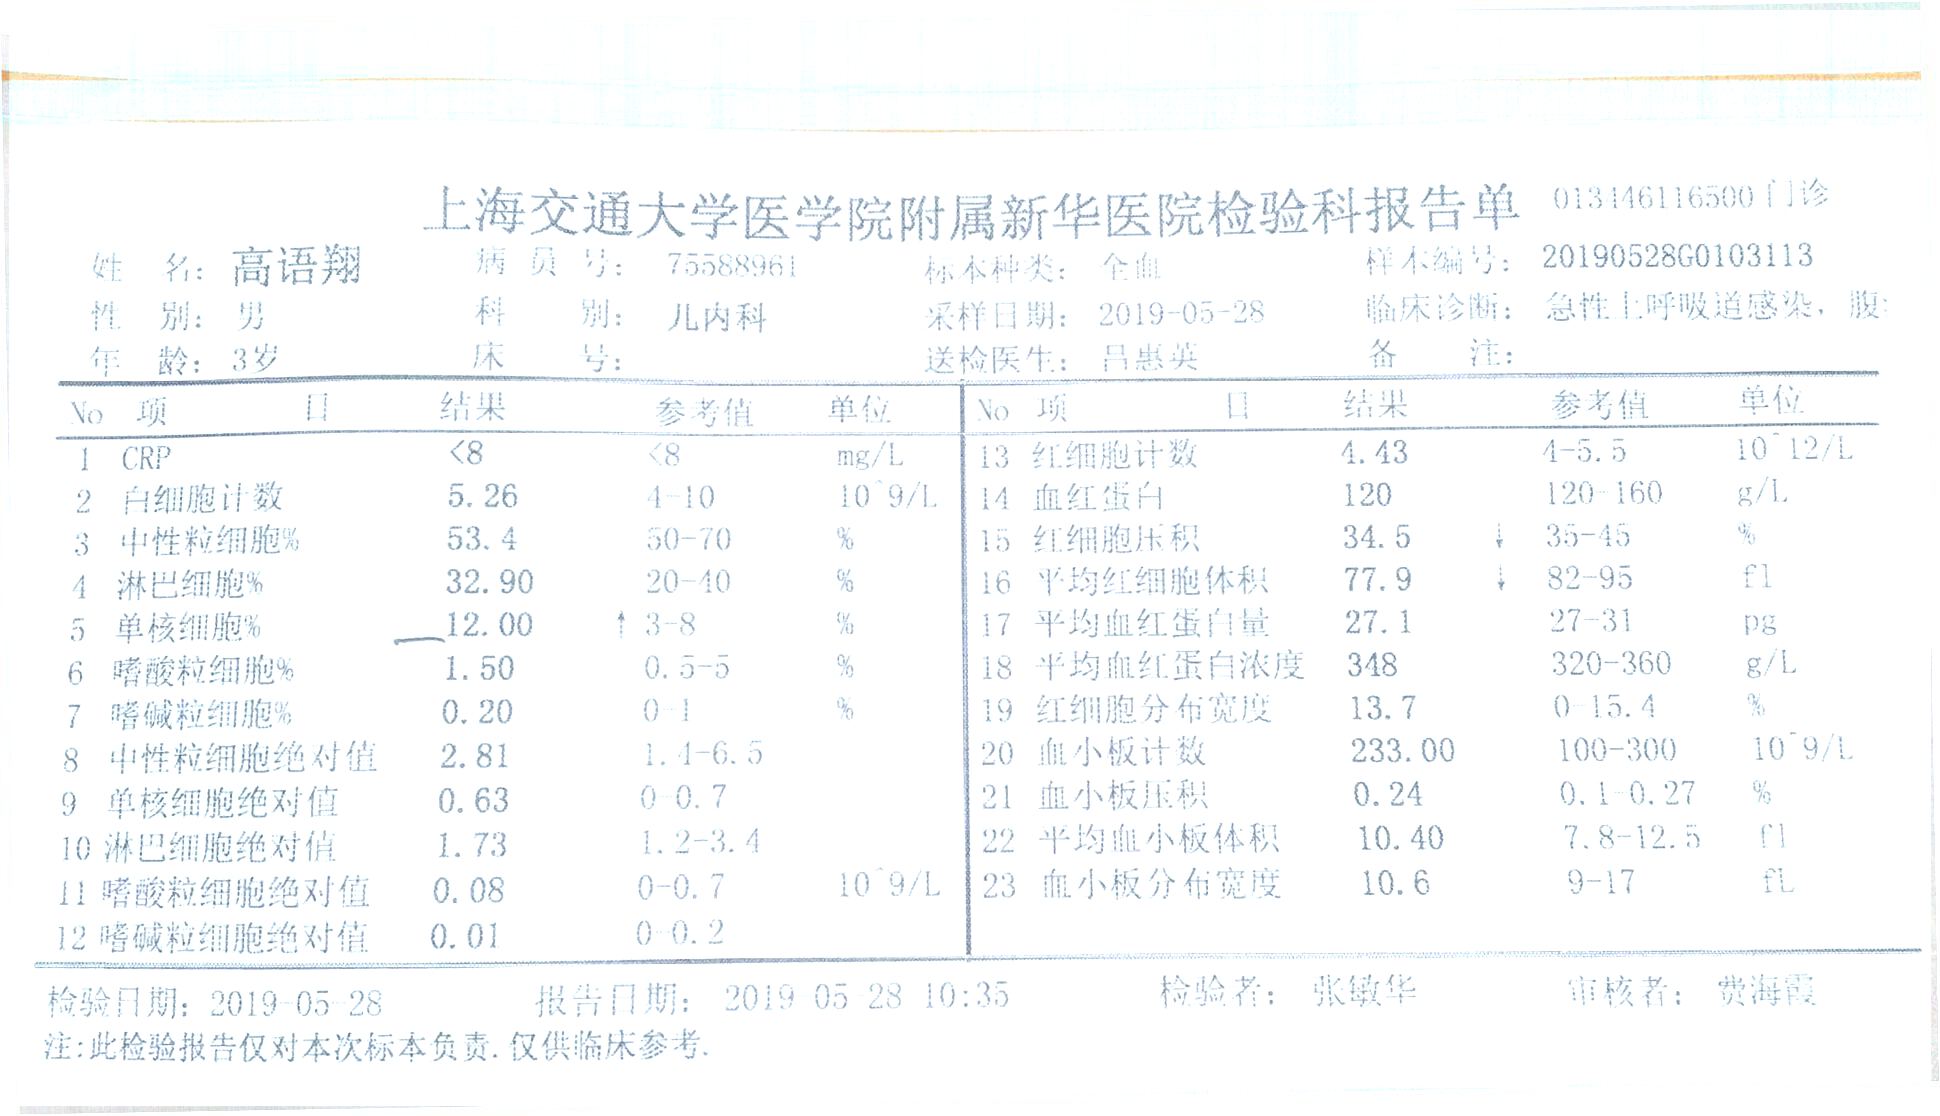 上海交通大学医学院附属新华医院检验科报告单 013446116500门诊
姓 名: 高语翔 病 员 号: 75588961 标本种类: 全血 样本编号: 20190528G0103113
性 别: 男 科 别: 儿内科 采样日期: 2019-05-28 临床诊断: 急性上呼吸道感染, 腹
年 龄: 3岁 床 号: 送检医生: 吕惠英 备 注:
No 项 目 结果 参考值 单位 No 项 目 结果 参考值 单位
1 CRP <8 <8 mg/L 13 红细胞计数 4.43 4-5.5 10^12/L
2 白细胞计数 5.26 4-10 10^9/L 14 血红蛋白 120 120-160 g/L
3 中性粒细胞% 53.4 50-70 % 15 红细胞压积 34.5 ↓ 35-45 %
4 淋巴细胞% 32.90 20-40 % 16 平均红细胞体积 77.9 ↓ 82-95 fl
5 单核细胞% 12.00 ↑ 3-8 % 17 平均血红蛋白量 27.1 27-31 pg
6 嗜酸粒细胞% 1.50 0.5-5 % 18 平均血红蛋白浓度 348 320-360 g/L
7 嗜碱粒细胞% 0.20 0-1 % 19 红细胞分布宽度 13.7 0-15.4 %
8 中性粒细胞绝对值 2.81 1.4-6.5 20 血小板计数 233.00 100-300 10^9/L
9 单核细胞绝对值 0.63 0-0.7 21 血小板压积 0.24 0.1-0.27 %
10 淋巴细胞绝对值 1.73 1.2-3.4 22 平均血小板体积 10.40 7.8-12.5 fl
11 嗜酸粒细胞绝对值 0.08 0-0.7 10^9/L 23 血小板分布宽度 10.6 9-17 fL
12 嗜碱粒细胞绝对值 0.01 0-0.2
检验日期: 2019-05-28 报告日期: 2019-05-28 10:35 检验者: 张敏华 审核者: 费海霞
注:此检验报告仅对本次标本负责.仅供临床参考.